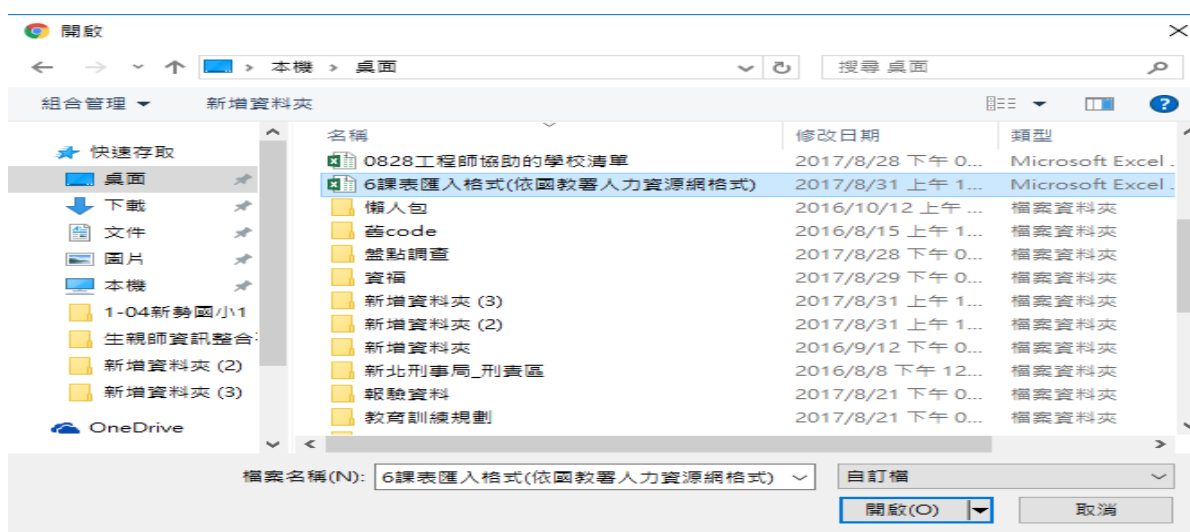 開啟
本機 > 桌面
搜尋 桌面
組合管理
新增資料夾
快速存取
桌面
下載
文件
圖片
本機
1-04新勢國小1
生親師資訊整合
新增資料夾 (2)
新增資料夾 (3)
OneDrive
名稱 修改日期 類型
0828工程師協助的學校清單 2017/8/28 下午 0... Microsoft Excel .
6課表匯入格式(依國教署人力資源網格式) 2017/8/31 上午 1... Microsoft Excel .
懶人包 2016/10/12 上午 ... 檔案資料夾
舊code 2016/8/15 上午 1... 檔案資料夾
盤點調查 2017/8/28 下午 0... 檔案資料夾
資福 2017/8/29 下午 0... 檔案資料夾
新增資料夾 (3) 2017/8/31 上午 1... 檔案資料夾
新增資料夾 (2) 2017/8/31 上午 1... 檔案資料夾
新增資料夾 2016/9/12 下午 0... 檔案資料夾
新北刑事局_刑責區 2016/8/8 下午 12... 檔案資料夾
報驗資料 2017/8/21 下午 0... 檔案資料夾
教育訓練規劃 2017/8/21 下午 0... 檔案資料夾
檔案名稱(N): 6課表匯入格式(依國教署人力資源網格式)
自訂檔
開啟(O)
取消